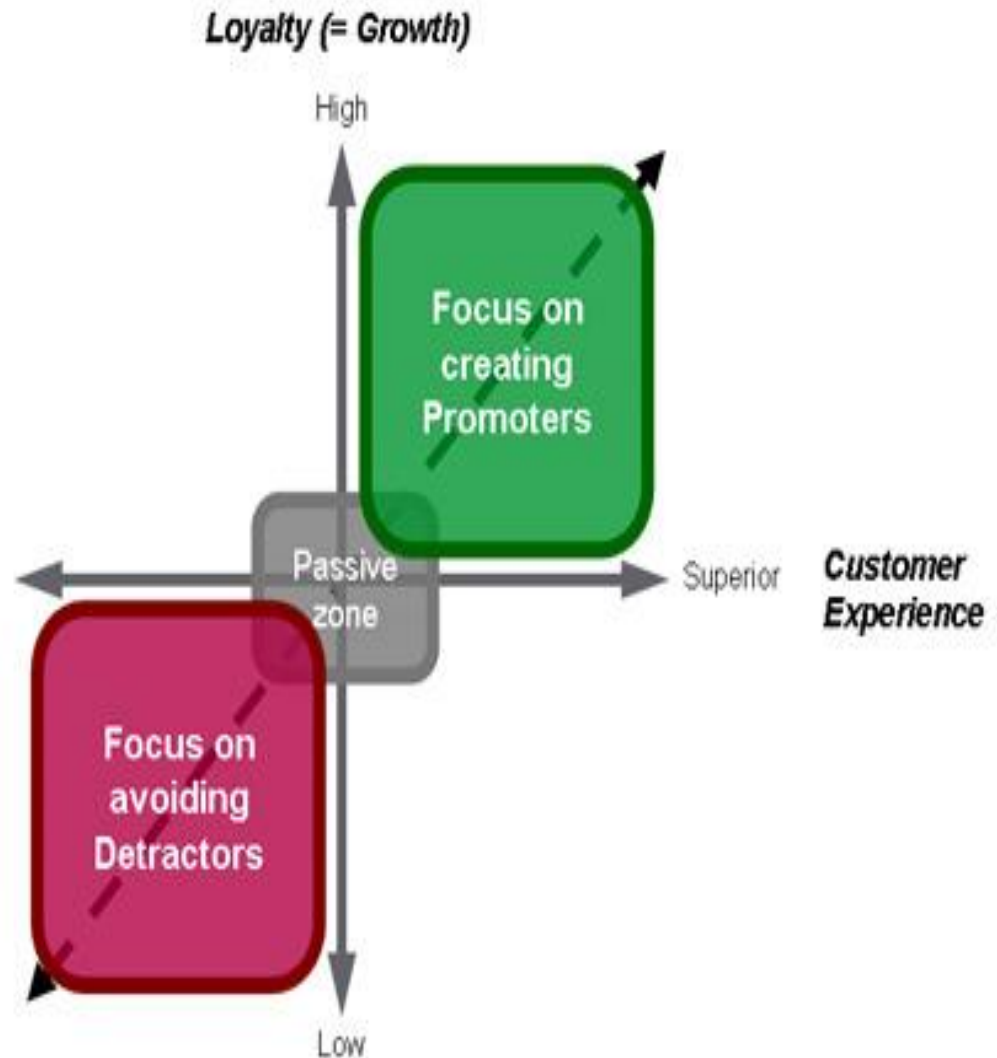 Loyalty (= Growth)
High
Focus on
creating
Promoters
Passive
zone
Superior
Customer
Experience
Focus on
avoiding
Detractors
Low